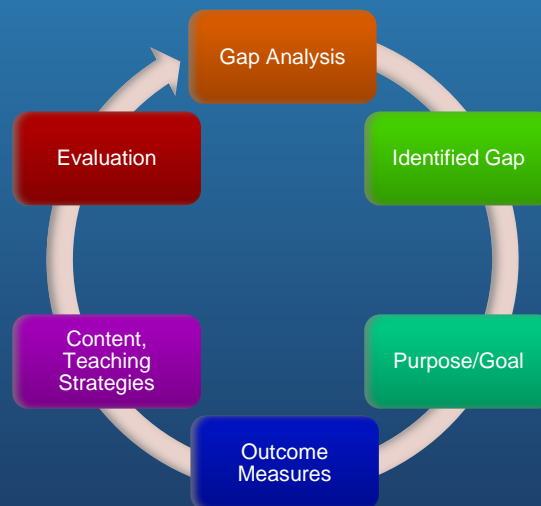 Gap Analysis
Identified Gap
Purpose/Goal
Outcome
Measures
Content,
Teaching
Strategies
Evaluation